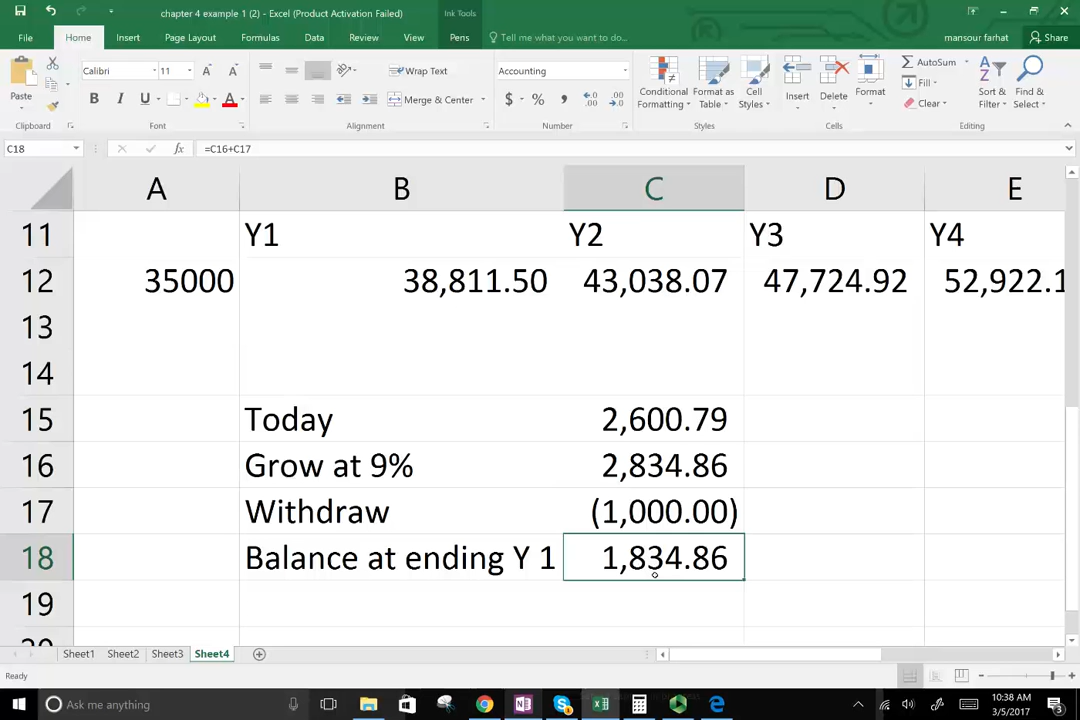 chapter 4 example 1 (2) - Excel (Product Activation Failed)
Ink Tools
File
Home
Insert
Page Layout
Formulas
Data
Review
View
Pens
Tell me what you want to do...
mansour farhat
Share
Paste
Calibri
11
Wrap Text
Merge & Center
Accounting
Conditional Formatting
Format as Table
Cell Styles
Insert
Delete
Format
AutoSum
Fill
Clear
Sort & Filter
Find & Select
Clipboard
Font
Alignment
Number
Styles
Cells
Editing
C18
=C16+C17
A B C D E
11 Y1 Y2 Y3 Y4
12 35000 38,811.50 43,038.07 47,724.92 52,922.1
13
14
15 Today 2,600.79
16 Grow at 9% 2,834.86
17 Withdraw (1,000.00)
18 Balance at ending Y 1 1,834.86
19
20
Sheet1 Sheet2 Sheet3 Sheet4
Ready
Ask me anything
10:38 AM
3/5/2017